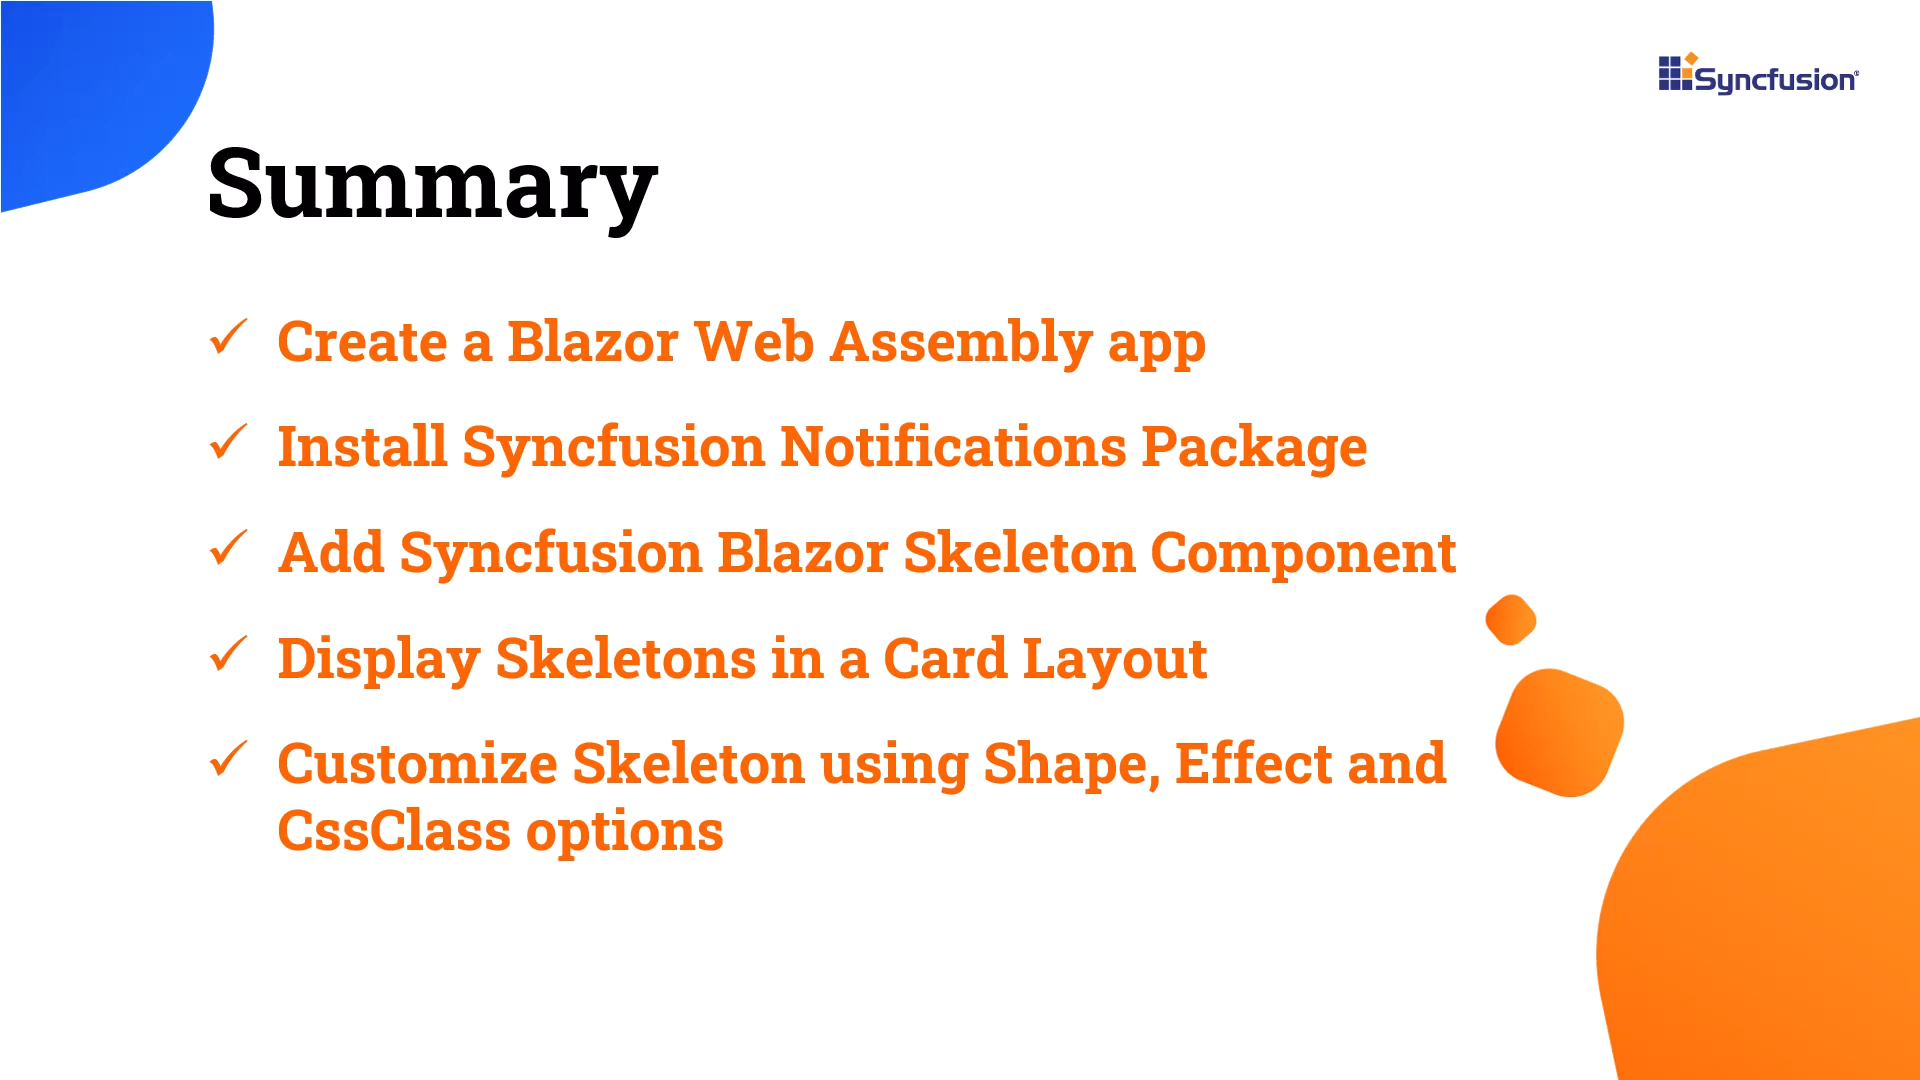 Syncfusion®
Summary
✓ Create a Blazor Web Assembly app
✓ Install Syncfusion Notifications Package
✓ Add Syncfusion Blazor Skeleton Component
✓ Display Skeletons in a Card Layout
✓ Customize Skeleton using Shape, Effect and
CssClass options